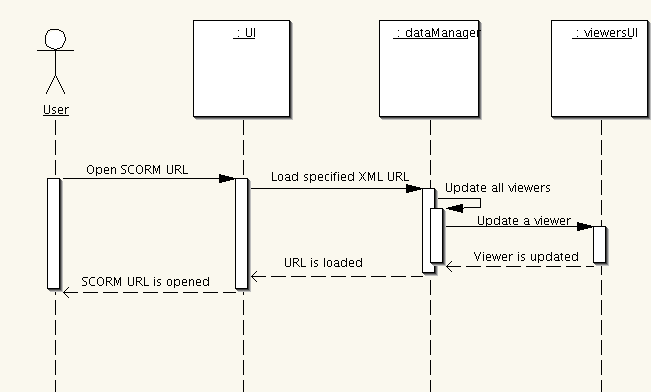 : UI
: dataManager
: viewersUI
User
Open SCORM URL
Load specified XML URL
Update all viewers
Update a viewer
Viewer is updated
URL is loaded
SCORM URL is opened